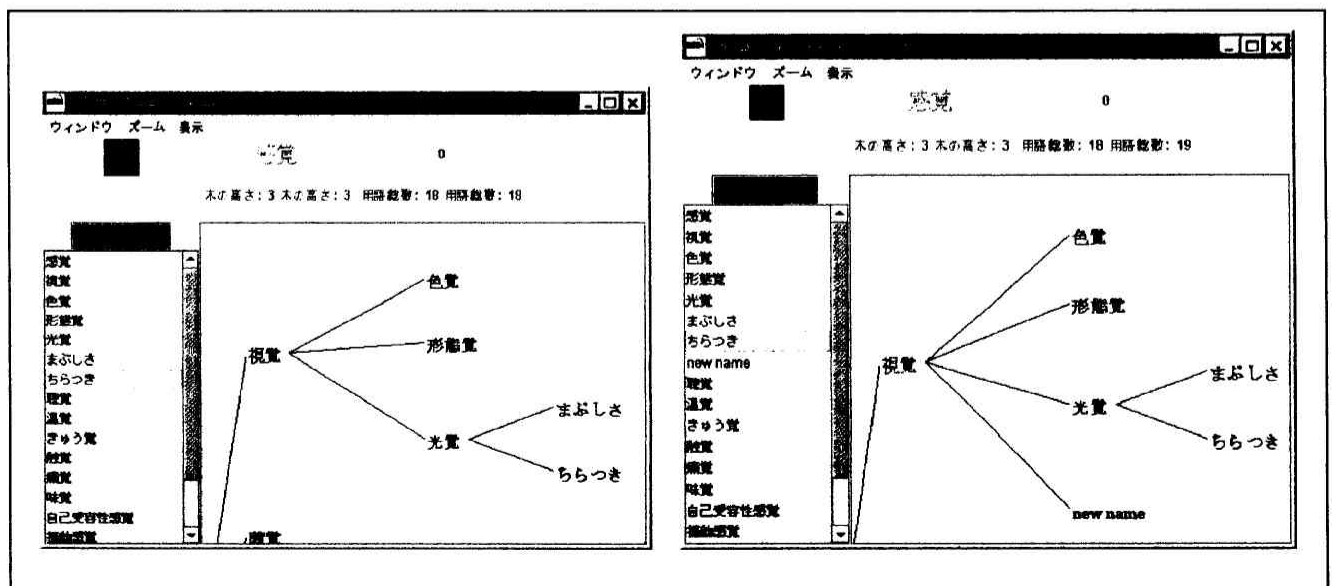 ウィンドウ ズーム 表示
感覚 0
木の高さ: 3 木の高さ: 3 用語総数: 18 用語総数: 18
感覚
視覚
色覚
形態覚
光覚
まぶしさ
ちらつき
聴覚
温覚
きゅう覚
触覚
痛覚
味覚
自己受容性感覚
色覚
形態覚
視覚
まぶしさ
光覚
ちらつき
聴覚
ウィンドウ ズーム 表示
感覚 0
木の高さ: 3 木の高さ: 3 用語総数: 18 用語総数: 19
感覚
視覚
色覚
形態覚
光覚
まぶしさ
ちらつき
new name
聴覚
温覚
きゅう覚
触覚
痛覚
味覚
自己受容性感覚
色覚
形態覚
視覚
まぶしさ
光覚
ちらつき
new name